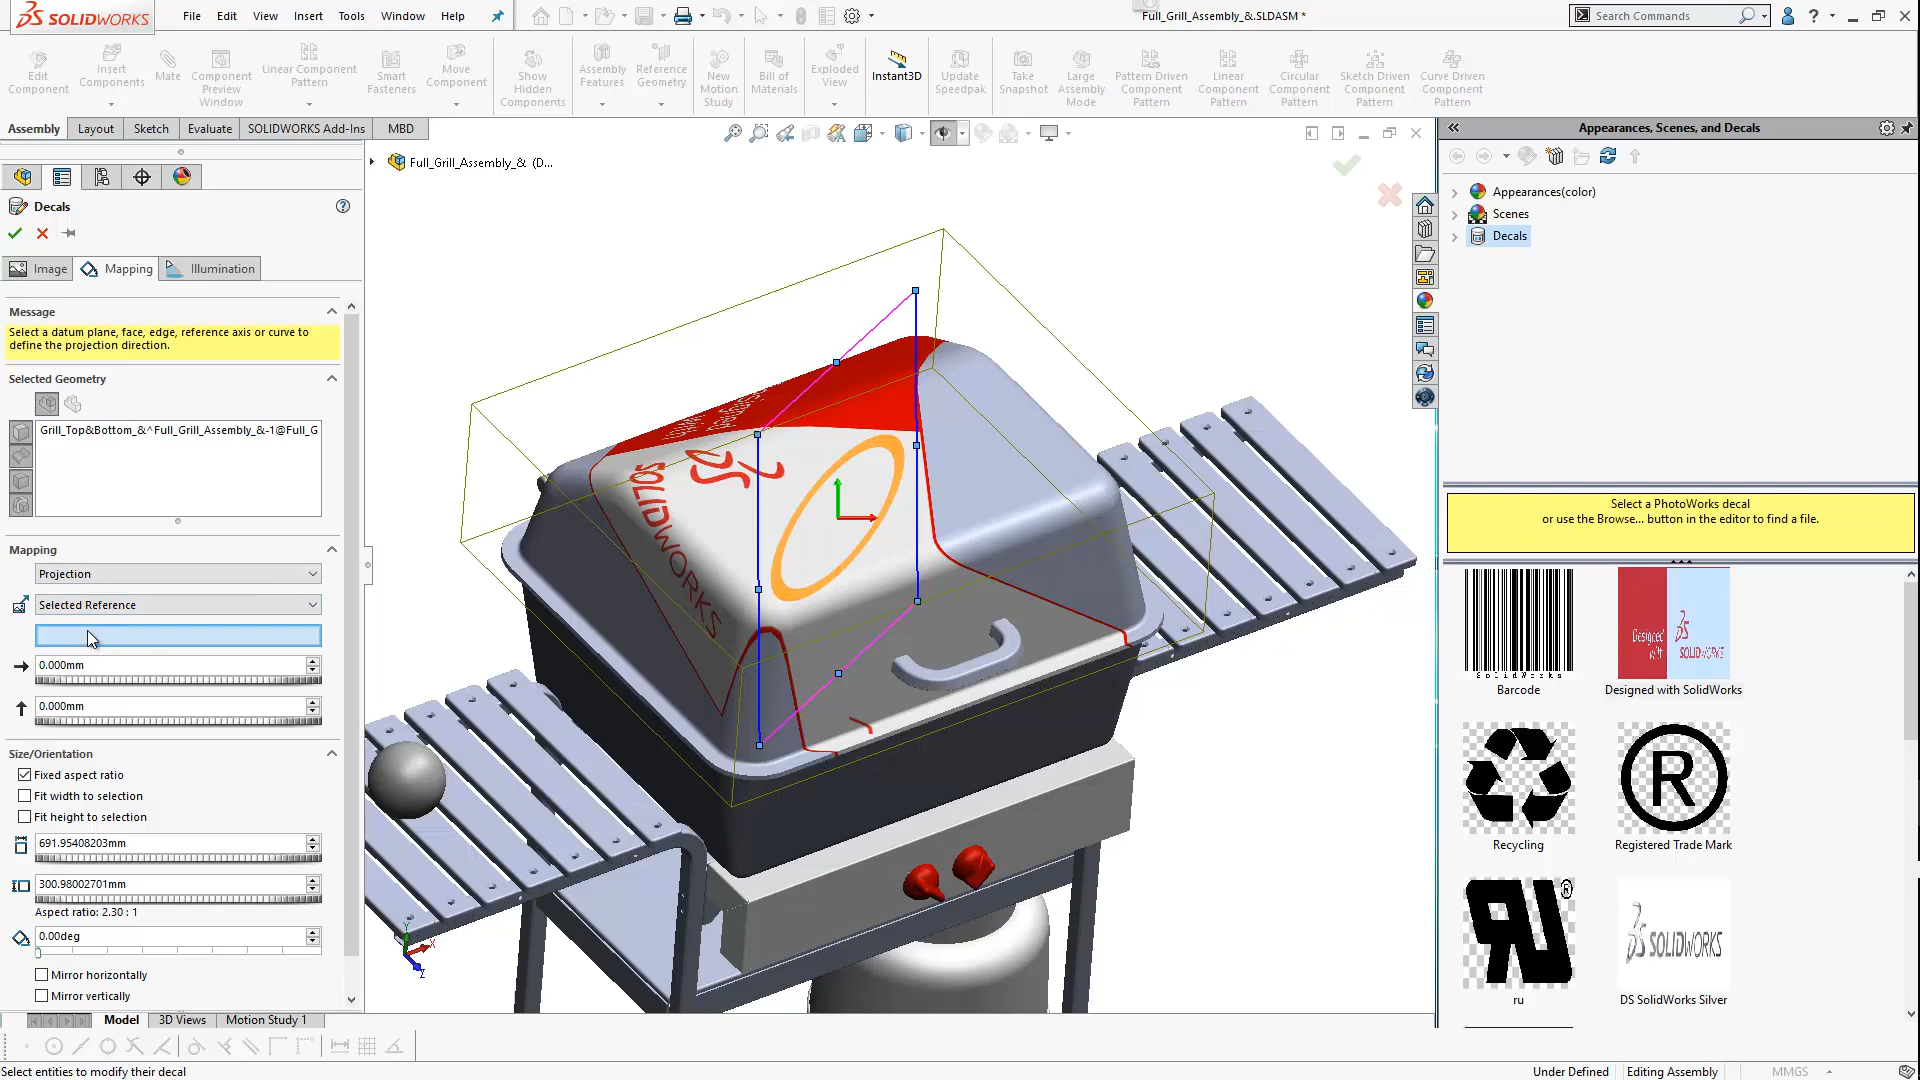 SOLIDWORKS
File Edit View Insert Tools Window Help
Full_Grill_Assembly_&.SLDASM *
Search Commands
Edit Component
Insert Components
Mate
Component Preview Window
Linear Component Pattern
Smart Fasteners
Move Component
Show Hidden Components
Assembly Features
Reference Geometry
New Motion Study
Bill of Materials
Exploded View
Instant3D
Update Speedpak
Take Snapshot
Large Assembly Mode
Pattern Driven Component Pattern
Linear Component Pattern
Circular Component Pattern
Sketch Driven Component Pattern
Curve Driven Component Pattern
Assembly Layout Sketch Evaluate SOLIDWORKS Add-Ins MBD
Full_Grill_Assembly_& (D...
Decals
Image Mapping Illumination
Message
Select a datum plane, face, edge, reference axis or curve to
define the projection direction.
Selected Geometry
Grill_Top&Bottom_&^Full_Grill_Assembly_&-1@Full_G
Mapping
Projection
Selected Reference
0.000mm
0.000mm
Size/Orientation
Fixed aspect ratio
Fit width to selection
Fit height to selection
691.95408203mm
300.98002701mm
Aspect ratio: 2.30 : 1
0.00deg
Mirror horizontally
Mirror vertically
SOLIDWORKS
Y
X
Z
Appearances, Scenes, and Decals
Appearances(color)
Scenes
Decals
Select a PhotoWorks decal
or use the Browse... button in the editor to find a file.
SolidWorks
Barcode
Designed with
SOLIDWORKS
Designed with SolidWorks
Recycling
R
Registered Trade Mark
ru
SOLIDWORKS
DS SolidWorks Silver
Model 3D Views Motion Study 1
Select entities to modify their decal
Under Defined Editing Assembly MMGS